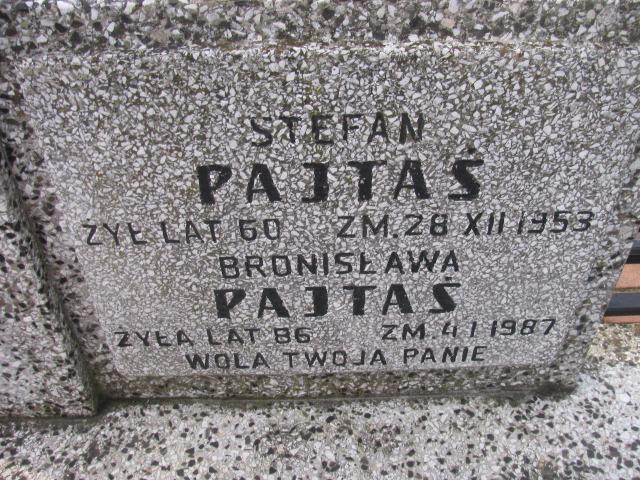 STEFAN
PAJTAŚ
ŻYŁ LAT 60 ZM. 28 XII 1953
BRONISŁAWA
PAJTAŚ
ŻYŁA LAT 86 ZM. 4 I 1987
WOLA TWOJA PANIE